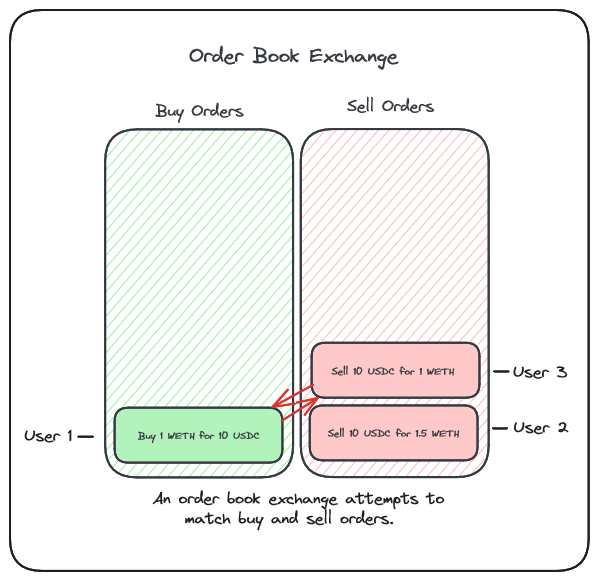 Order Book Exchange
Buy Orders
Sell Orders
Sell 10 USDC for 1 WETH
User 3
Buy 1 WETH for 10 USDC
Sell 10 USDC for 1.5 WETH
User 1
User 2
An order book exchange attempts to
match buy and sell orders.